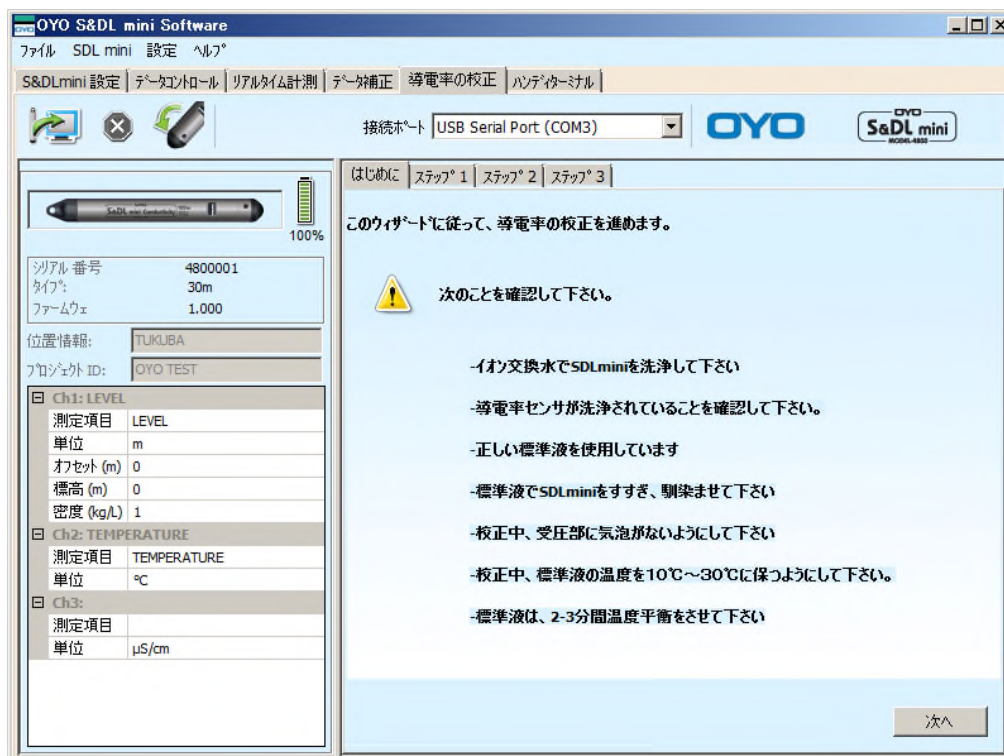 OYO S&DL mini Software
ファイル SDL mini 設定 ヘルプ
S&DLmini 設定 データコントロール リアルタイム計測 データ補正 導電率の校正 ハンディターミナル
接続ポート USB Serial Port (COM3) OYO OYO
S&DL mini
MODEL-4800
はじめに ステップ1 ステップ2 ステップ3
100%
シリアル 番号 4800001
タイプ: 30m
ファームウェ 1.000
位置情報: TUKUBA
プロジェクト ID: OYO TEST
Ch1: LEVEL
測定項目 LEVEL
単位 m
オフセット (m) 0
標高 (m) 0
密度 (kg/L) 1
Ch2: TEMPERATURE
測定項目 TEMPERATURE
単位 ℃
Ch3:
測定項目
単位 μS/cm
このウィザードに従って、導電率の校正を進めます。
次のことを確認して下さい。
-イオン交換水でSDLminiを洗浄して下さい
-導電率センサが洗浄されていることを確認して下さい。
-正しい標準液を使用しています
-標準液でSDLminiをすすぎ、馴染ませて下さい
-校正中、受圧部に気泡がないようにして下さい
-校正中、標準液の温度を10℃～30℃に保つようにして下さい。
-標準液は、2-3分間温度平衡をさせて下さい
次へ